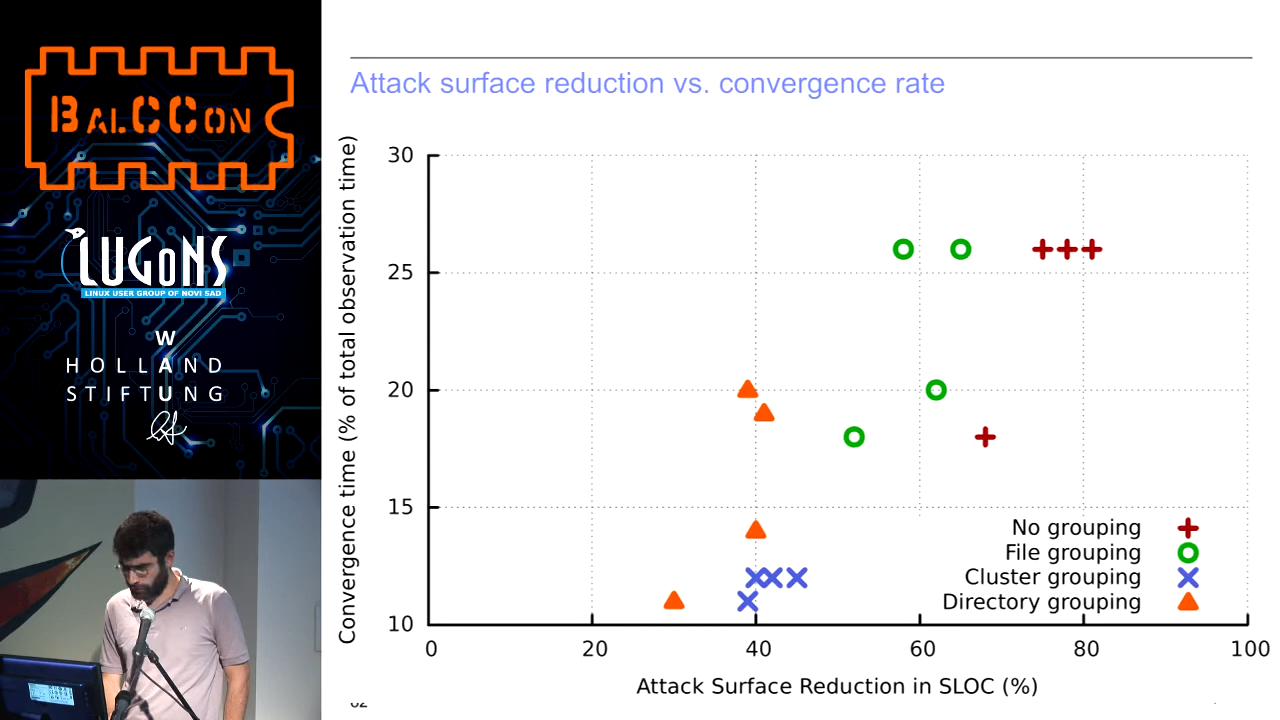 BALCCON
LUGONS
LINUX USER GROUP OF NOVI SAD
W
HOLLAND
STIFTUNG
Attack surface reduction vs. convergence rate
Convergence time (% of total observation time)
30
25
20
15
10
0 20 40 60 80 100
Attack Surface Reduction in SLOC (%)
No grouping
File grouping
Cluster grouping
Directory grouping